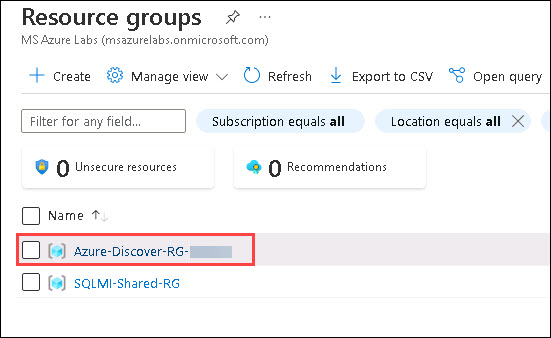 Resource groups
MS Azure Labs (msazurelabs.onmicrosoft.com)
Create Manage view Refresh Export to CSV Open query
Filter for any field... Subscription equals all Location equals all
0 Unsecure resources 0 Recommendations
Name
Azure-Discover-RG-
SQLMI-Shared-RG